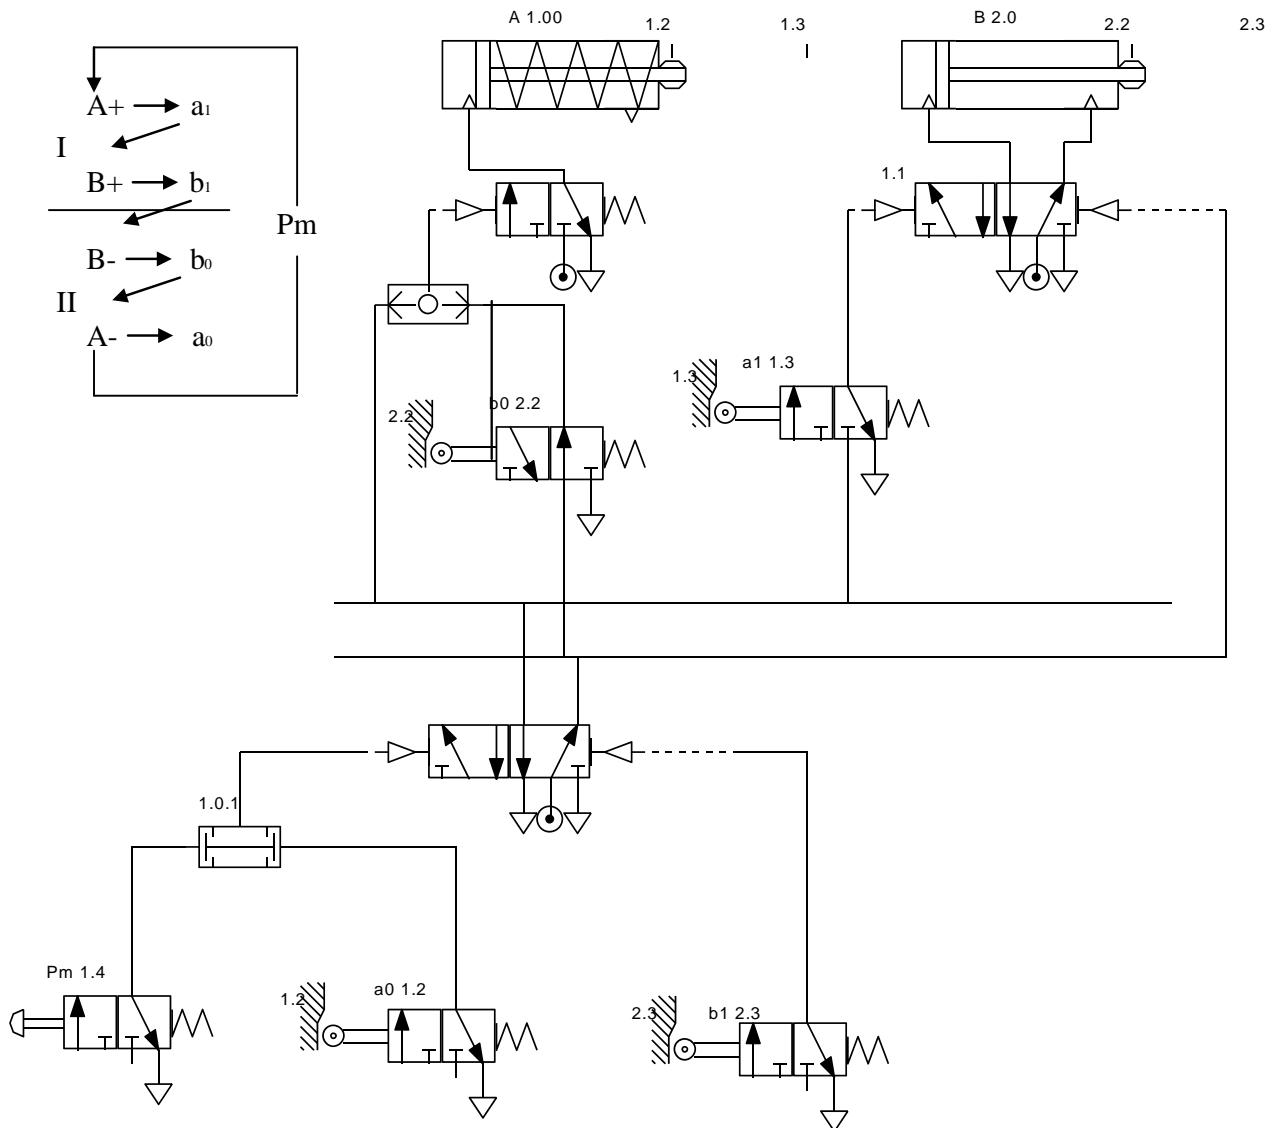 A 1.00
1.2
1.3
B 2.0
2.2
2.3
A+ a1
I
B+ b1
Pm
B- b0
II
A- a0
1.1
a1 1.3
1.3
b0 2.2
2.2
1.0.1
Pm 1.4
1.2
a0 1.2
2.3
b1 2.3